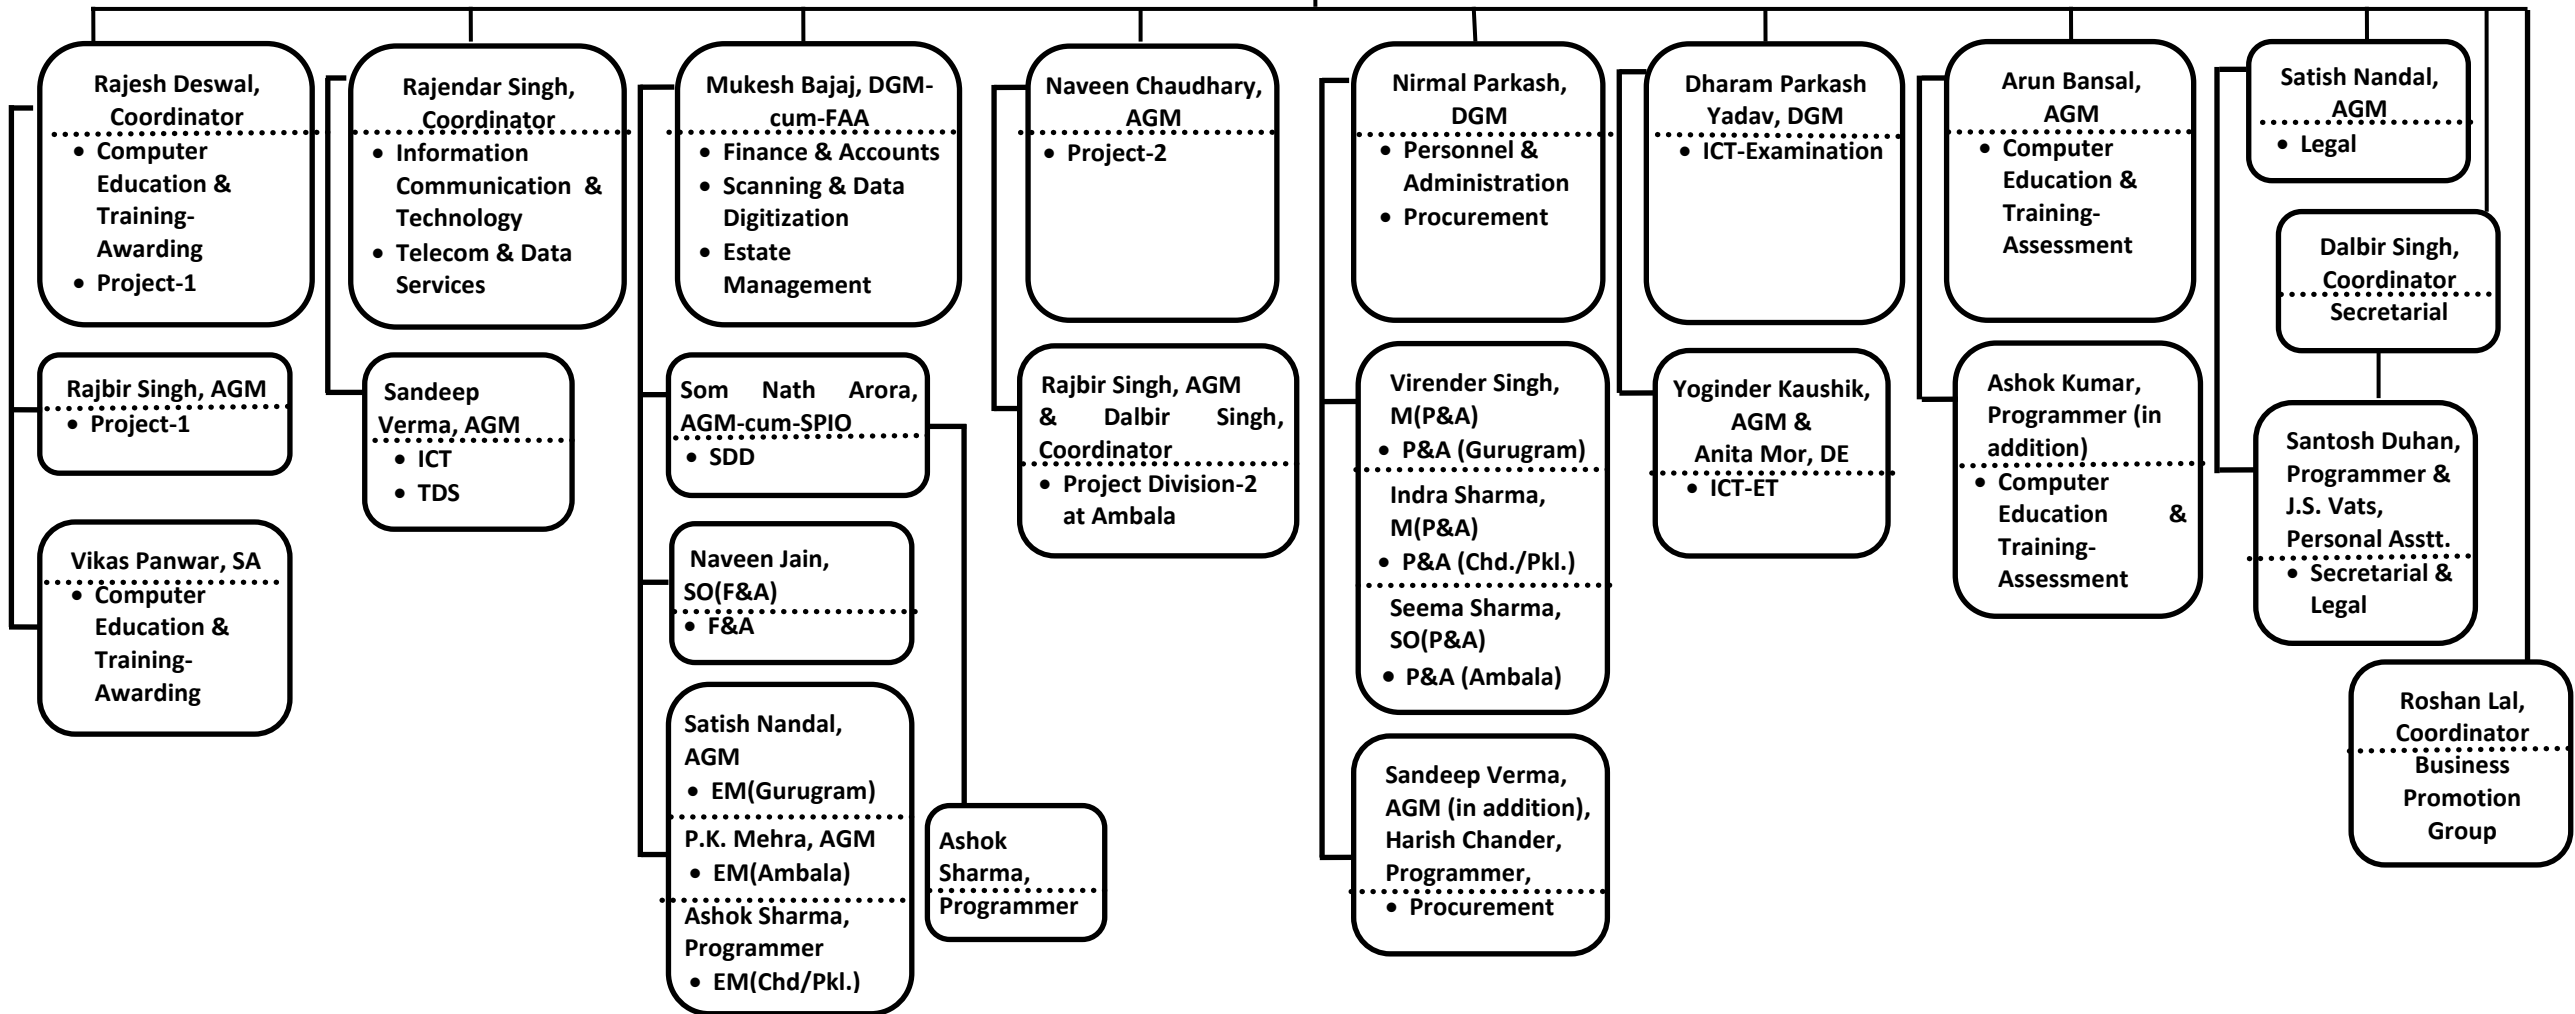 Rajesh Deswal,
Coordinator
• Computer
Education &
Training-
Awarding
• Project-1
Rajbir Singh, AGM
• Project-1
Vikas Panwar, SA
• Computer
Education &
Training-
Awarding
Rajendar Singh,
Coordinator
• Information
Communication &
Technology
• Telecom & Data
Services
Sandeep
Verma, AGM
• ICT
• TDS
Mukesh Bajaj, DGM-
cum-FAA
• Finance & Accounts
• Scanning & Data
Digitization
• Estate
Management
Som Nath Arora,
AGM-cum-SPIO
• SDD
Naveen Jain,
SO(F&A)
• F&A
Satish Nandal,
AGM
• EM(Gurugram)
P.K. Mehra, AGM
• EM(Ambala)
Ashok Sharma,
Programmer
• EM(Chd/Pkl.)
Ashok
Sharma,
Programmer
Naveen Chaudhary,
AGM
• Project-2
Rajbir Singh, AGM
& Dalbir Singh,
Coordinator
• Project Division-2
at Ambala
Nirmal Parkash,
DGM
• Personnel &
Administration
• Procurement
Virender Singh,
M(P&A)
• P&A (Gurugram)
Indra Sharma,
M(P&A)
• P&A (Chd./Pkl.)
Seema Sharma,
SO(P&A)
• P&A (Ambala)
Sandeep Verma,
AGM (in addition),
Harish Chander,
Programmer,
• Procurement
Dharam Parkash
Yadav, DGM
• ICT-Examination
Yoginder Kaushik,
AGM &
Anita Mor, DE
• ICT-ET
Arun Bansal,
AGM
• Computer
Education &
Training-
Assessment
Ashok Kumar,
Programmer (in
addition)
• Computer
Education &
Training-
Assessment
Satish Nandal,
AGM
• Legal
Dalbir Singh,
Coordinator
Secretarial
Santosh Duhan,
Programmer &
J.S. Vats,
Personal Asstt.
• Secretarial &
Legal
Roshan Lal,
Coordinator
Business
Promotion
Group